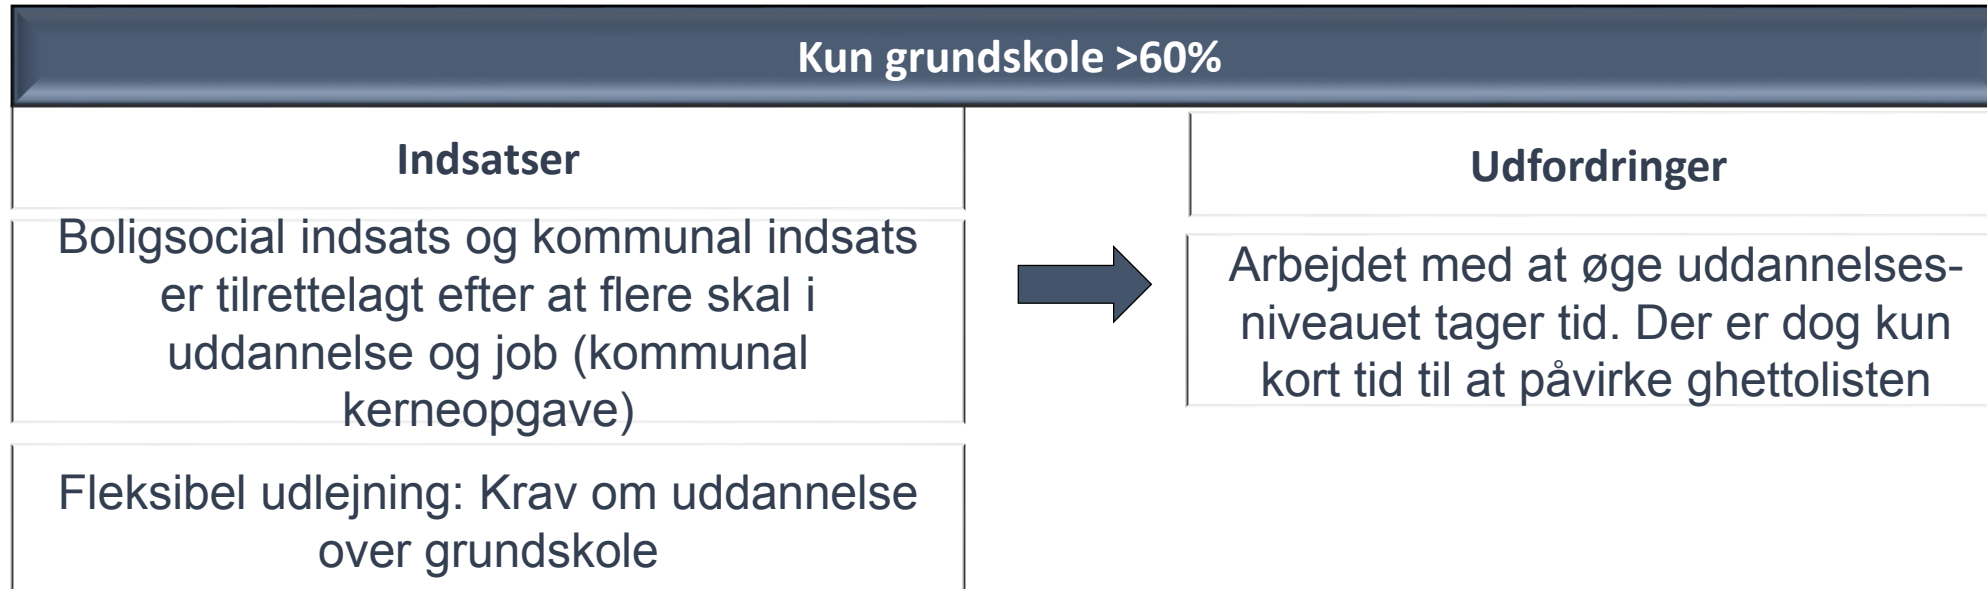 Kun grundskole >60%
Indsatser
Boligsocial indsats og kommunal indsats
er tilrettelagt efter at flere skal i
uddannelse og job (kommunal
kerneopgave)
Fleksibel udlejning: Krav om uddannelse
over grundskole
Udfordringer
Arbejdet med at øge uddannelses-
niveauet tager tid. Der er dog kun
kort tid til at påvirke ghettolisten